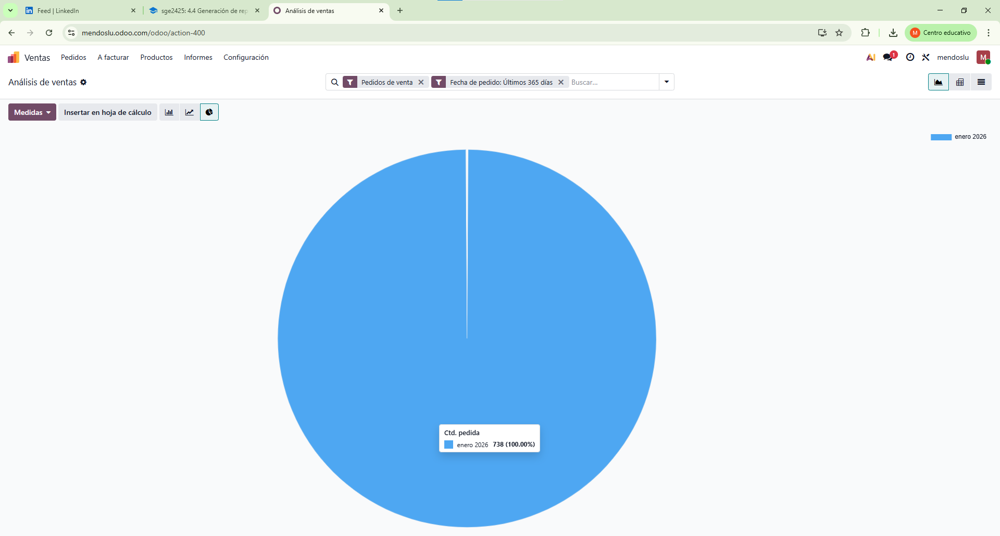 Feed | LinkedIn
sge2425: 4.4 Generación de rep
Análisis de ventas
mendoslu.odoo.com/odoo/action-400
M Centro educativo
Ventas Pedidos A facturar Productos Informes Configuración
AI 1 mendoslu M
Análisis de ventas
Pedidos de venta
Fecha de pedido: Últimos 365 días
Buscar...
Medidas Insertar en hoja de cálculo
enero 2026
Ctd. pedida
enero 2026 738 (100.00%)